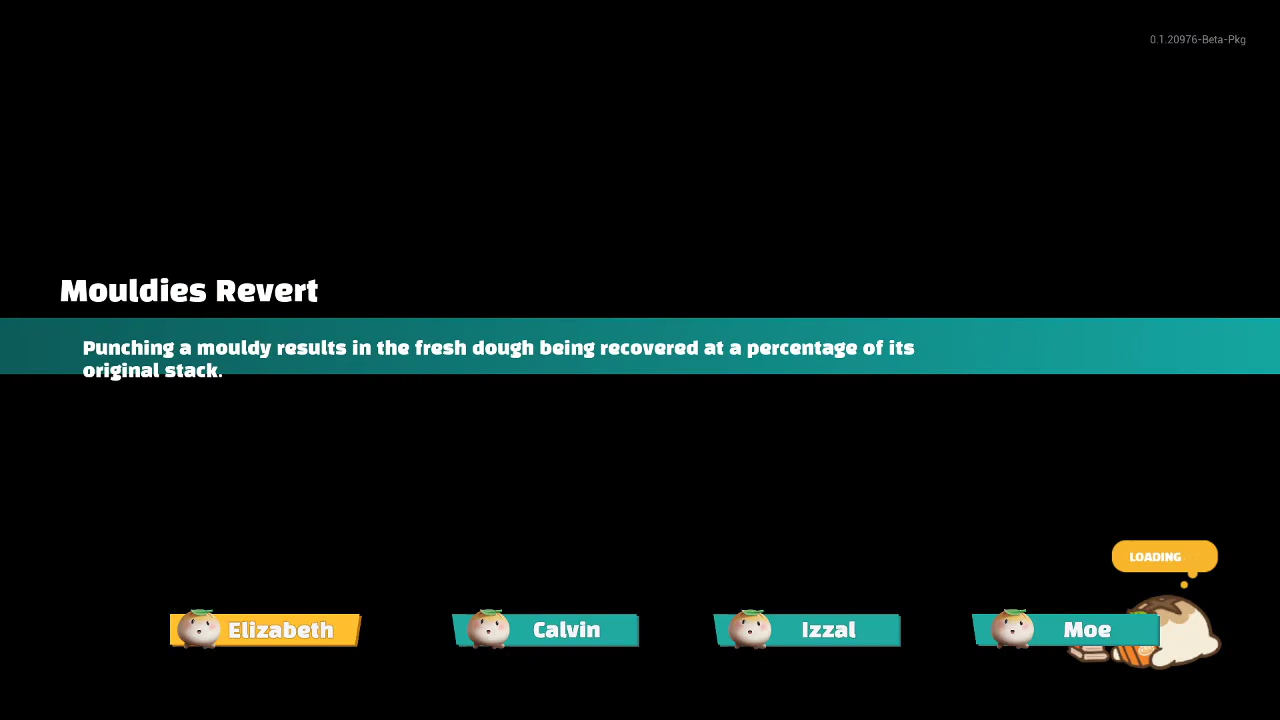 0.1.20976-Beta-Pkg
Mouldies Revert
Punching a mouldy results in the fresh dough being recovered at a percentage of its
original stack.
LOADING
Elizabeth
Calvin
Izzal
Moe